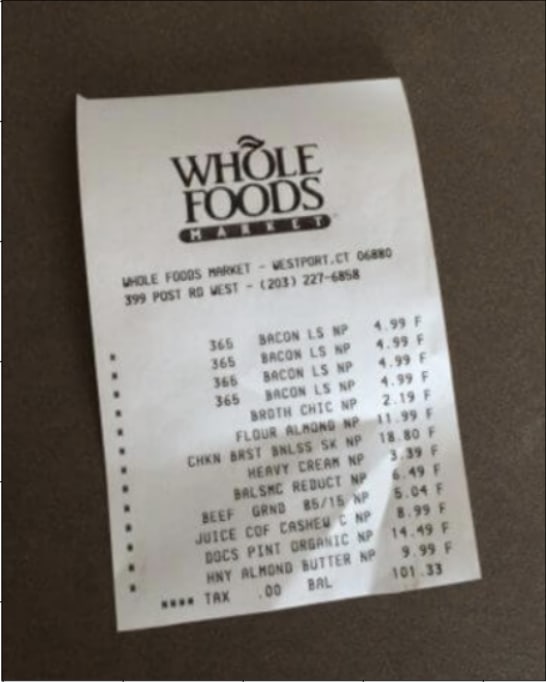 WHOLE
FOODS
MARKET
WHOLE FOODS MARKET - WESTPORT,CT 06880
399 POST RD WEST - (203) 227-6858
365 BACON LS NP 4.99 F
365 BACON LS NP 4.99 F
365 BACON LS NP 4.99 F
365 BACON LS NP 4.99 F
BROTH CHIC NP 2.19 F
FLOUR ALMOND NP 11.99 F
CHKN BRST BNLSS SK NP 18.80 F
HEAVY CREAM NP 3.39 F
BALSMC REDUCT NP 6.49 F
BEEF GRND 85/15 NP 5.04 F
JUICE COF CASHEW C NP 8.99 F
DOCS PINT ORGANIC NP 14.49 F
HNY ALMOND BUTTER NP 9.99 F
**** TAX .00 BAL 101.33